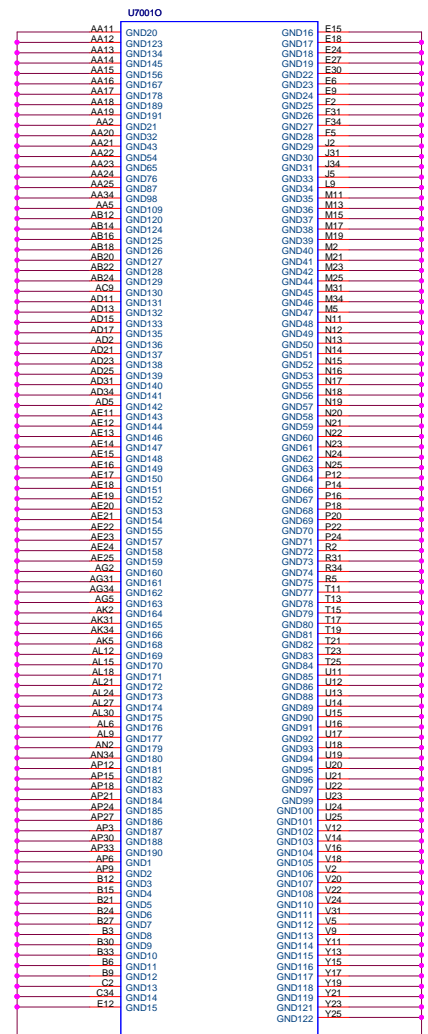 U7001O
AA11 GND20
AA12 GND123
AA13 GND134
AA14 GND145
AA15 GND156
AA16 GND167
AA17 GND178
AA18 GND189
AA19 GND191
AA2 GND21
AA20 GND32
AA21 GND43
AA22 GND54
AA23 GND65
AA24 GND76
AA25 GND87
AA34 GND98
AA5 GND109
AB12 GND120
AB14 GND124
AB16 GND125
AB18 GND126
AB20 GND127
AB22 GND128
AB24 GND129
AC9 GND130
AD11 GND131
AD13 GND132
AD15 GND133
AD17 GND135
AD2 GND136
AD21 GND137
AD23 GND138
AD25 GND139
AD31 GND140
AD34 GND141
AD5 GND142
AE11 GND143
AE12 GND144
AE13 GND146
AE14 GND147
AE15 GND148
AE16 GND149
AE17 GND150
AE18 GND151
AE19 GND152
AE20 GND153
AE21 GND154
AE22 GND155
AE23 GND157
AE24 GND158
AE25 GND159
AG2 GND160
AG31 GND161
AG34 GND162
AG5 GND163
AK2 GND164
AK31 GND165
AK34 GND166
AK5 GND168
AL12 GND169
AL15 GND170
AL18 GND171
AL21 GND172
AL24 GND173
AL27 GND174
AL30 GND175
AL6 GND176
AL9 GND177
AN2 GND179
AN34 GND180
AP12 GND181
AP15 GND182
AP18 GND183
AP21 GND184
AP24 GND185
AP27 GND186
AP3 GND187
AP30 GND188
AP33 GND190
AP6 GND1
AP9 GND2
B12 GND3
B15 GND4
B21 GND5
B24 GND6
B27 GND7
B3 GND8
B30 GND9
B33 GND10
B6 GND11
B9 GND12
C2 GND13
C34 GND14
E12 GND15
GND16 E15
GND17 E18
GND18 E24
GND19 E27
GND22 E30
GND23 E6
GND24 E9
GND25 F2
GND26 F31
GND27 F34
GND28 F5
GND29 J2
GND30 J31
GND31 J34
GND33 J5
GND34 L9
GND35 M11
GND36 M13
GND37 M15
GND38 M17
GND39 M19
GND40 M2
GND41 M21
GND42 M23
GND44 M25
GND45 M31
GND46 M34
GND47 M5
GND48 N11
GND49 N12
GND50 N13
GND51 N14
GND52 N15
GND53 N16
GND55 N17
GND56 N18
GND57 N19
GND58 N20
GND59 N21
GND60 N22
GND61 N23
GND62 N24
GND63 N25
GND64 P12
GND66 P14
GND67 P16
GND68 P18
GND69 P20
GND70 P22
GND71 P24
GND72 R2
GND73 R31
GND74 R34
GND75 R5
GND77 T11
GND78 T13
GND79 T15
GND80 T17
GND81 T19
GND82 T21
GND83 T23
GND84 T25
GND85 U11
GND86 U12
GND88 U13
GND89 U14
GND90 U15
GND91 U16
GND92 U17
GND93 U18
GND94 U19
GND95 U20
GND96 U21
GND97 U22
GND99 U23
GND100 U24
GND101 U25
GND102 V12
GND103 V14
GND104 V16
GND105 V18
GND106 V2
GND107 V20
GND108 V22
GND110 V24
GND111 V31
GND112 V5
GND113 V9
GND114 Y11
GND115 Y13
GND116 Y15
GND117 Y17
GND118 Y19
GND119 Y21
GND121 Y23
GND122 Y25